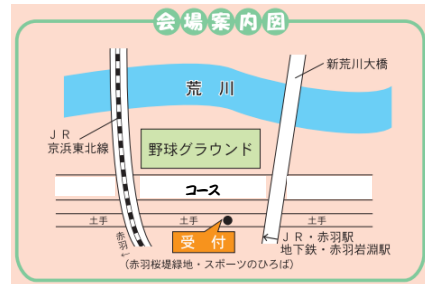 会場案内図
新荒川大橋
荒川
JR
京浜東北線
野球グラウンド
コース
土手 土手 土手
赤羽←
受付
←JR・赤羽駅
地下鉄・赤羽岩淵駅
(赤羽桜堤緑地・スポーツのひろば)